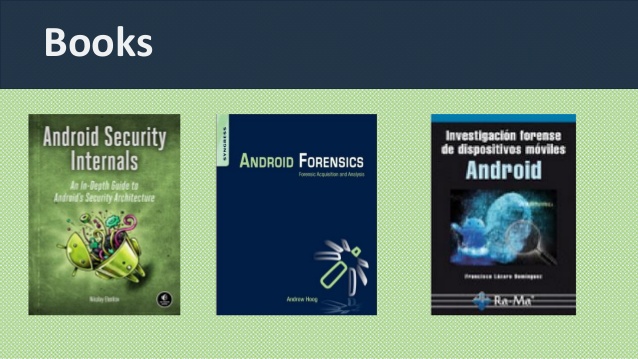 Books
Android Security
Internals
An In-Depth Guide to
Android's Security Architecture
Nikolay Elenkov
SYNGRESS
ANDROID FORENSICS
Forensic Acquisition and Analysis
Andrew Hoog
Investigación forense
de dispositivos móviles
Android
Francisco Lázaro Domínguez
Ra-Ma®